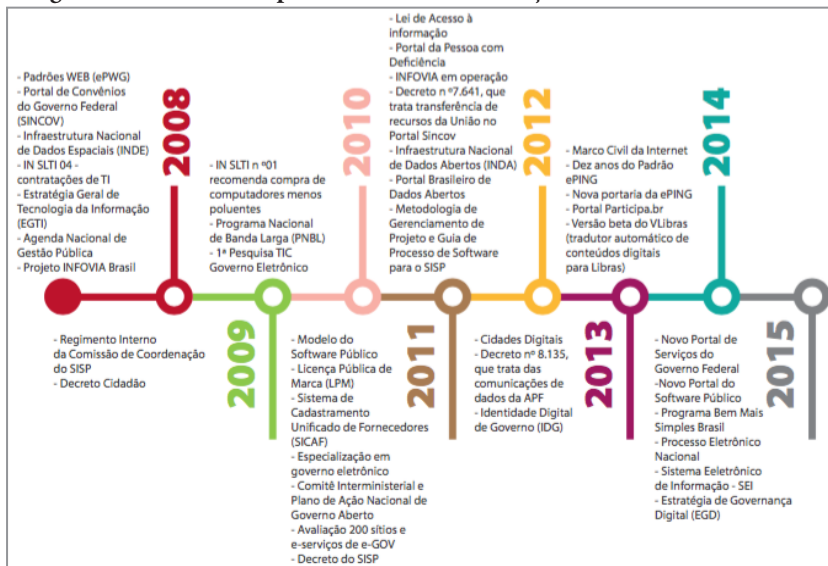 - Padrões WEB (ePWG)
- Portal de Convênios
do Governo Federal
(SINCOV)
- Infraestrutura Nacional
de Dados Espaciais (INDE)
- IN SLTI 04 -
contratações de TI
- Estratégia Geral de
Tecnologia da Informação
(EGTI)
- Agenda Nacional de
Gestão Pública
- Projeto INFOVIA Brasil
2008
- Regimento Interno
da Comissão de Coordenação
do SISP
- Decreto Cidadão
2009
- IN SLTI n º01
recomenda compra de
computadores menos
poluentes
- Programa Nacional
de Banda Larga (PNBL)
- 1ª Pesquisa TIC
Governo Eletrônico
2010
- Modelo do
Software Público
- Licença Pública de
Marca (LPM)
- Sistema de
Cadastramento
Unificado de Fornecedores
(SICAF)
- Especialização em
governo eletrônico
- Comitê Interministerial e
Plano de Ação Nacional de
Governo Aberto
- Avaliação 200 sítios e
e-serviços de e-GOV
- Decreto do SISP
2011
- Lei de Acesso à
informação
- Portal da Pessoa com
Deficiência
- INFOVIA em operação
- Decreto n º7.641, que
trata transferência de
recursos da União no
Portal Sincov
- Infraestrutura Nacional
de Dados Abertos (INDA)
- Portal Brasileiro de
Dados Abertos
- Metodologia de
Gerenciamento de
Projeto e Guia de
Processo de Software
para o SISP
2012
- Cidades Digitais
- Decreto nº 8.135,
que trata das
comunicações de
dados da APF
- Identidade Digital
de Governo (IDG)
2013
- Marco Civil da Internet
- Dez anos do Padrão
ePING
- Nova portaria da ePING
- Portal Participa.br
- Versão beta do VLibras
(tradutor automático de
conteúdos digitais
para Libras)
2014
- Novo Portal de
Serviços do
Governo Federal
-Novo Portal do
Software Público
- Programa Bem Mais
Simples Brasil
- Processo Eletrônico
Nacional
- Sistema Eeletrônico
de Informação - SEI
- Estratégia de Governança
Digital (EGD)
2015